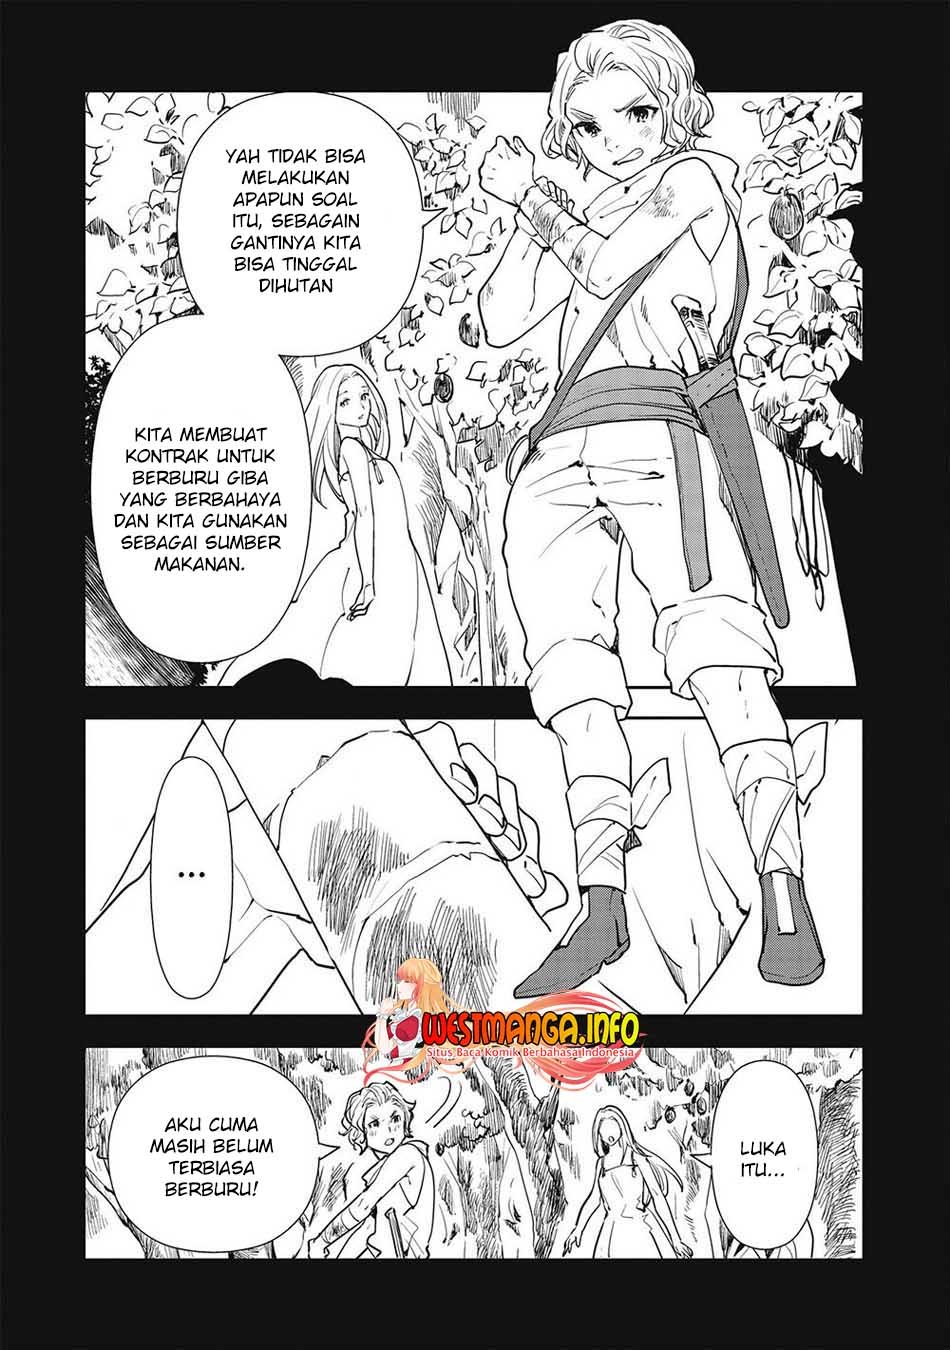 YAH TIDAK BISA
MELAKUKAN
APAPUN SOAL
ITU, SEBAGAIN
GANTINYA KITA
BISA TINGGAL
DIHUTAN
KITA MEMBUAT
KONTRAK UNTUK
BERBURU GIBA
YANG BERBAHAYA
DAN KITA GUNAKAN
SEBAGAI SUMBER
MAKANAN.
...
WESTMANGA.INFO
Situs Baca Komik Berbahasa Indonesia
LUKA
ITU...
AKU CUMA
MASIH BELUM
TERBIASA
BERBURU!